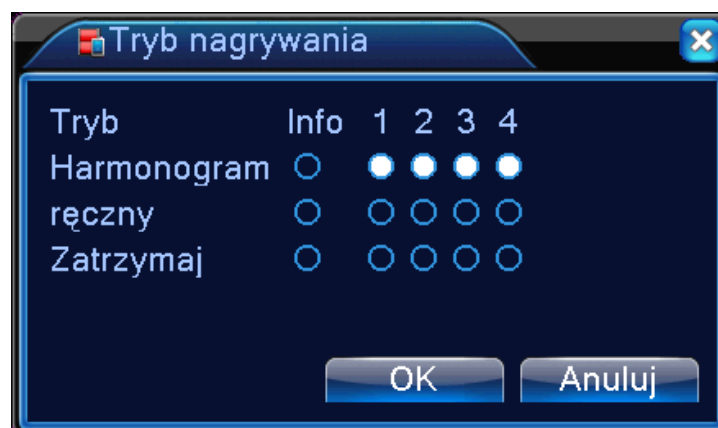 Tryb nagrywania
Tryb Info 1 2 3 4
Harmonogram
ręczny
Zatrzymaj
OK Anuluj